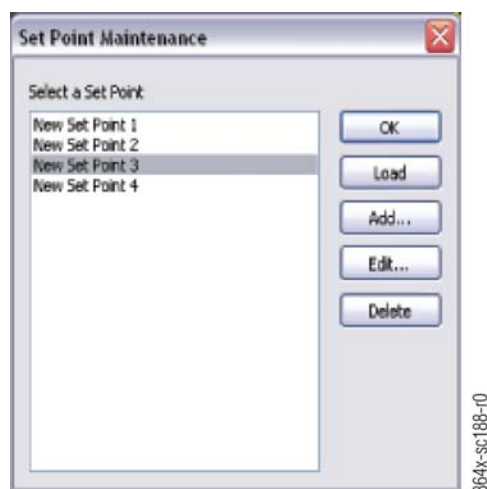 Set Point Maintenance
Select a Set Point
New Set Point 1
New Set Point 2
New Set Point 3
New Set Point 4
OK
Load
Add...
Edit...
Delete
364x-sc188-r0